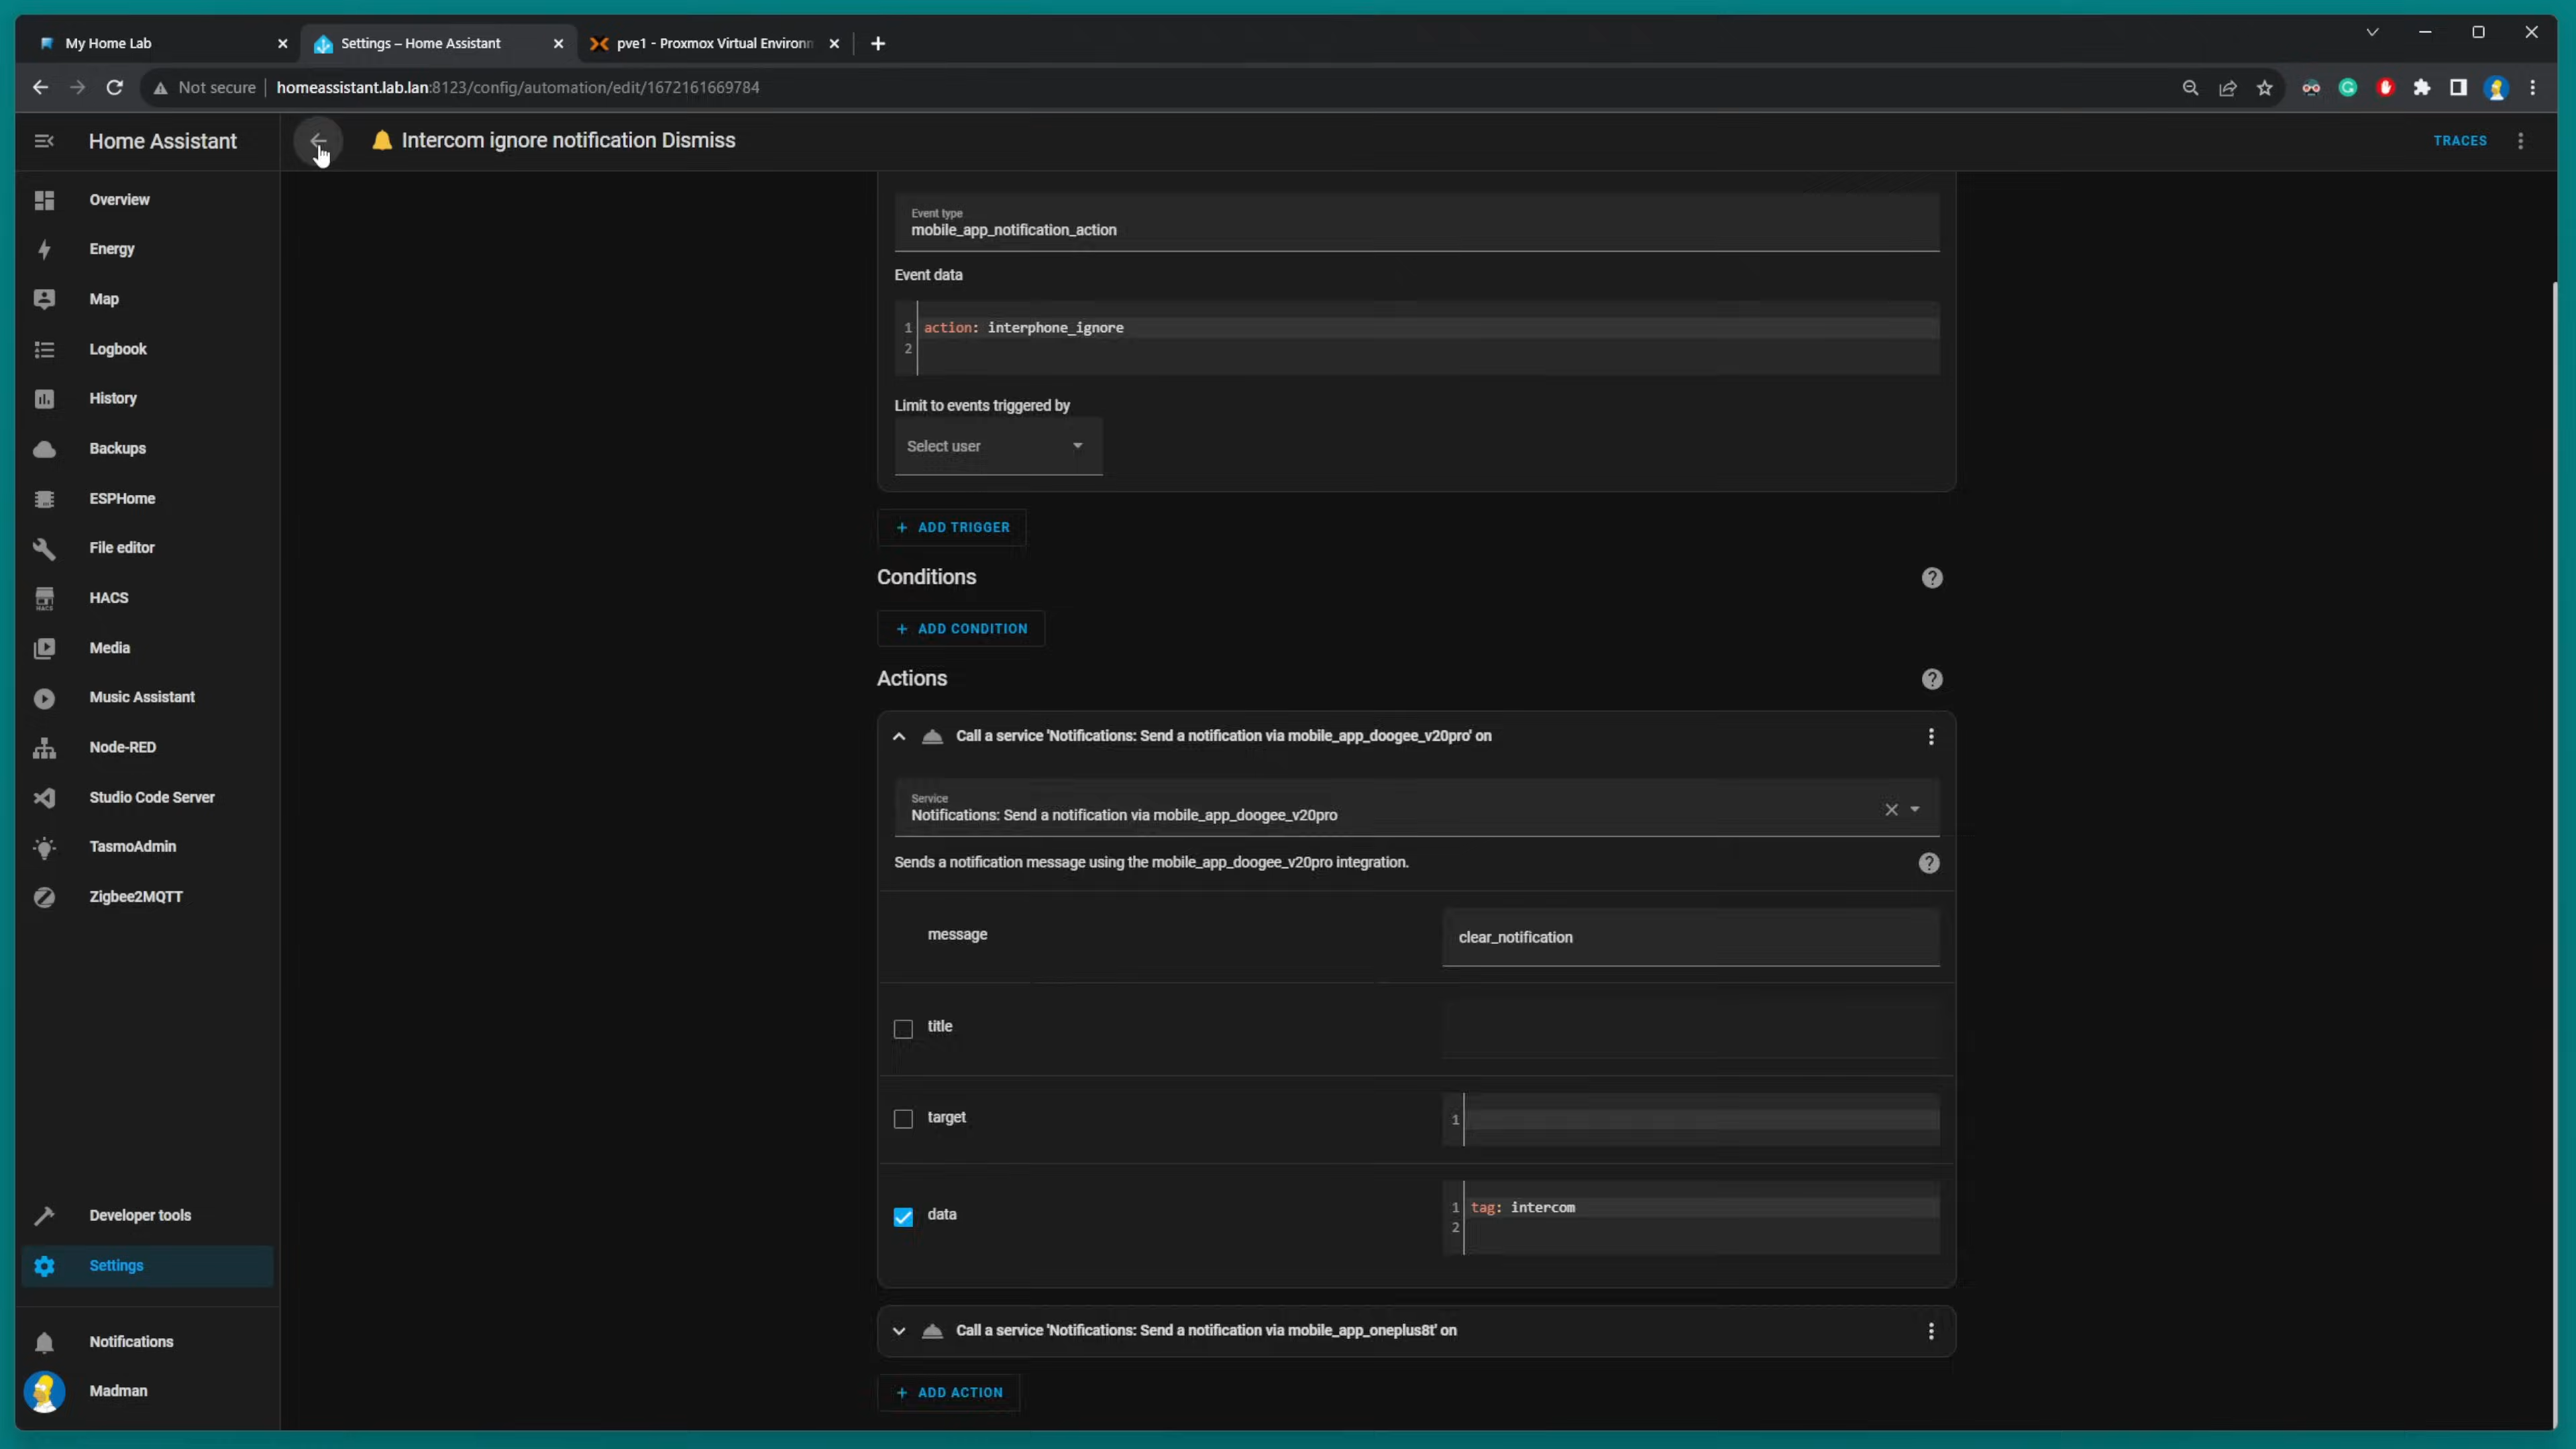 My Home Lab
Settings – Home Assistant
pve1 - Proxmox Virtual Environm
Not secure
homeassistant.lab.lan:8123/config/automation/edit/1672161669784
Home Assistant
Intercom ignore notification Dismiss
TRACES
Overview
Energy
Map
Logbook
History
Backups
ESPHome
File editor
HACS
HACS
Media
Music Assistant
Node-RED
Studio Code Server
TasmoAdmin
Zigbee2MQTT
Developer tools
Settings
Notifications
Madman
Event type
mobile_app_notification_action
Event data
1 action: interphone_ignore
2
Limit to events triggered by
Select user
+ ADD TRIGGER
Conditions
+ ADD CONDITION
Actions
Call a service 'Notifications: Send a notification via mobile_app_doogee_v20pro' on
Service
Notifications: Send a notification via mobile_app_doogee_v20pro
Sends a notification message using the mobile_app_doogee_v20pro integration.
message
clear_notification
title
target
1
data
1 tag: intercom
2
Call a service 'Notifications: Send a notification via mobile_app_oneplus8t' on
+ ADD ACTION